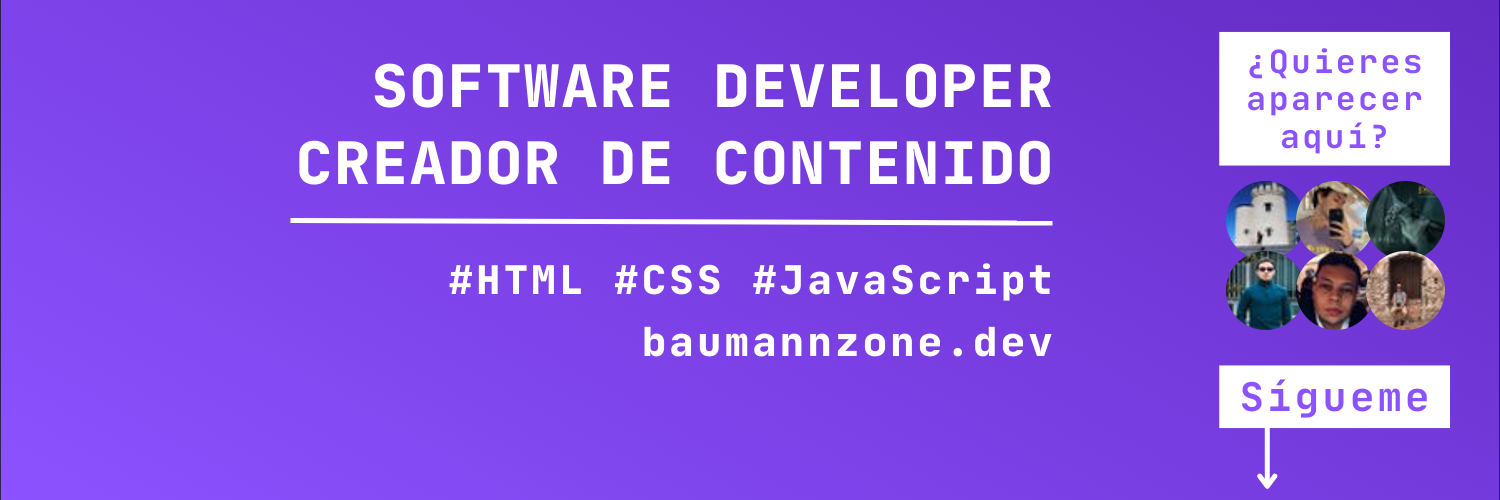 SOFTWARE DEVELOPER
CREADOR DE CONTENIDO
#HTML #CSS #JavaScript
baumannzone.dev
¿Quieres
aparecer
aquí?
Sígueme